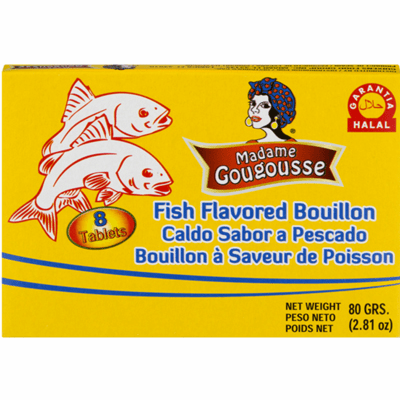 GARANTIA
حلال
HALAL
Madame
Gougousse
®
8
Tablets
Fish Flavored Bouillon
Caldo Sabor a Pescado
Bouillon à Saveur de Poisson
NET WEIGHT
PESO NETO
POIDS NET
80 GRS.
(2.81 oz)